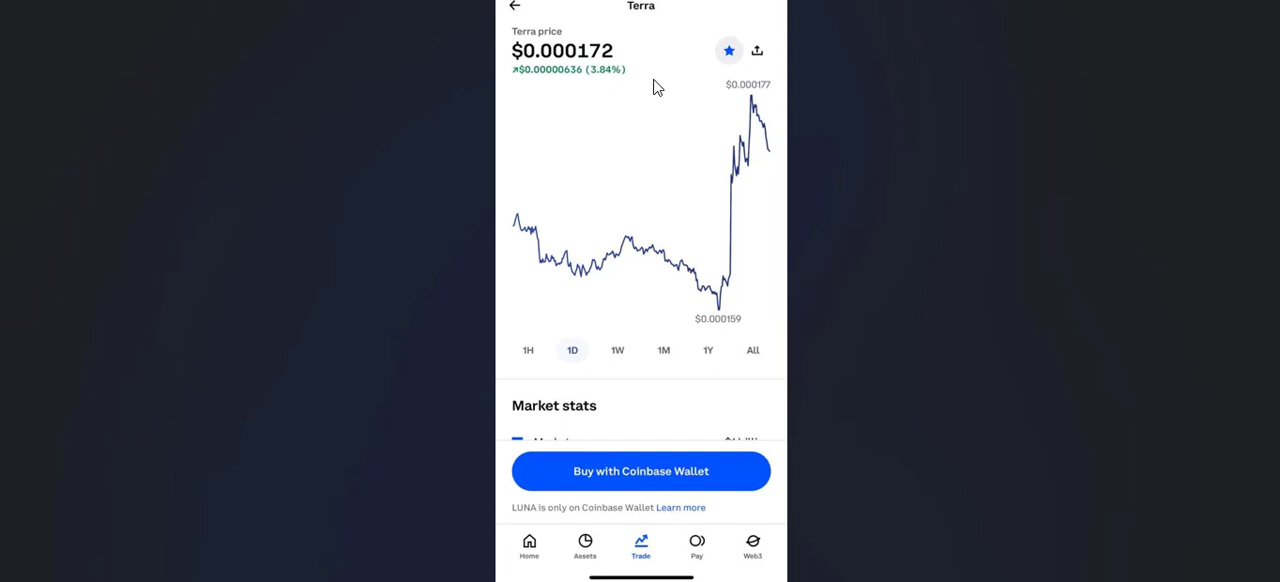 Terra
Terra price
$0.000172
↗$0.00000636 (3.84%)
$0.000177
$0.000159
1H 1D 1W 1M 1Y All
Market stats
Buy with Coinbase Wallet
LUNA is only on Coinbase Wallet Learn more
Home Assets Trade Pay Web3